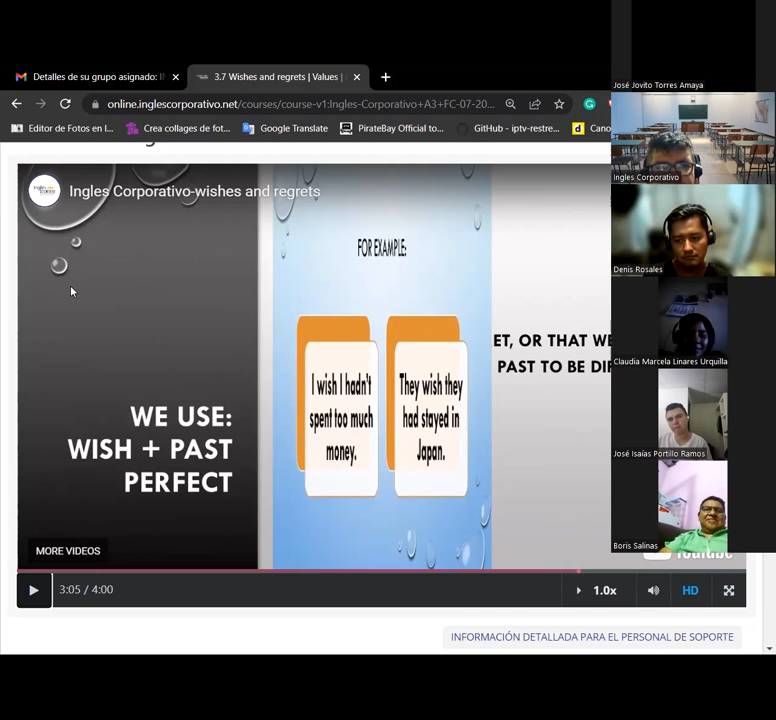 Detalles de su grupo asignado: I
3.7 Wishes and regrets | Values |
online.inglescorporativo.net/courses/course-v1:Ingles-Corporativo+A3+FC-07-20...
Editor de Fotos en l...
Crea collages de fot...
Google Translate
PirateBay Official to...
GitHub - iptv-restre...
Cano
Ingles Corporativo-wishes and regrets
FOR EXAMPLE:
I wish I hadn't
spent too much
money.
They wish they
had stayed in
Japan.
ET, OR THAT WE
PAST TO BE DIF
WE USE:
WISH + PAST
PERFECT
MORE VIDEOS
YouTube
3:05 / 4:00
1.0x
HD
INFORMACIÓN DETALLADA PARA EL PERSONAL DE SOPORTE
José Jovito Torres Amaya
Ingles Corporativo
Denis Rosales
Claudia Marcela Linares Urquilla
José Isaías Portillo Ramos
Boris Salinas